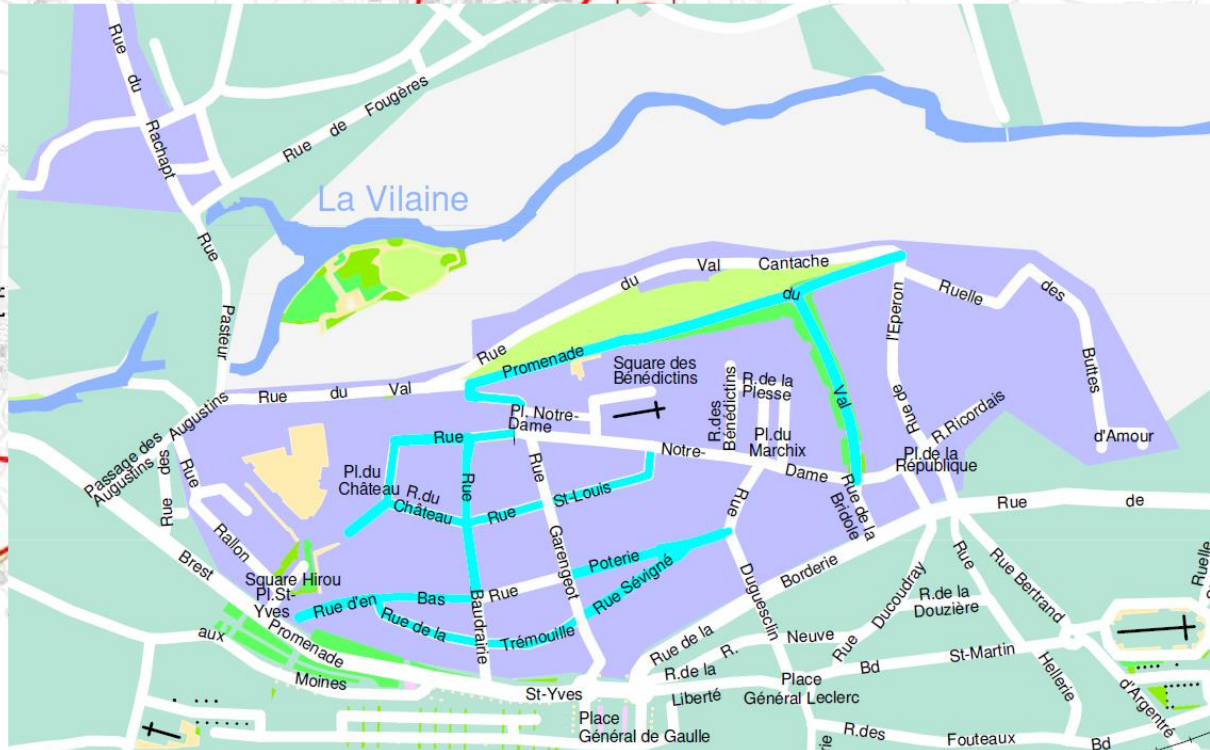 Rue du Rachapt
Rue de Fougères
La Vilaine
Rue Pasteur
Rue du Val Cantache
Ruelle des Buttes d'Amour
Promenade du Val
Rue de l'Eperon
Square des
Bénédictins
R.des
Bénédictins
R.de la
Plesse
Pl.du
Marchix
R.Ricordais
Pl.de la
République
Rue du Val
Passage des
Augustins
Rue des Augustins
Pl. Notre-
Dame
Rue Notre-Dame
Pl.du
Château
R.du
Château
Rue
Rue Baudrairie
Rue St-Louis
Rue Garengeot
Rue Duguesclin
Rue de la
Bridole
Rue de
Rue Rallon
Brest
Square Hirou
Pl.St-
Yves
Rue d'en Bas
Rue Poterie
Rue Sévigné
Rue de la Trémouille
Rue de la Borderie
Promenade
St-Yves
aux Moines
R. Neuve
R.de la
Liberté
Rue Ducoudray
R.de la
Douzière
Rue Hellerie
Rue Bertrand d'Argentré
Ruelle
Place
Général Leclerc
Bd St-Martin
Place
Général de Gaulle
R.des Fouteaux
Bd